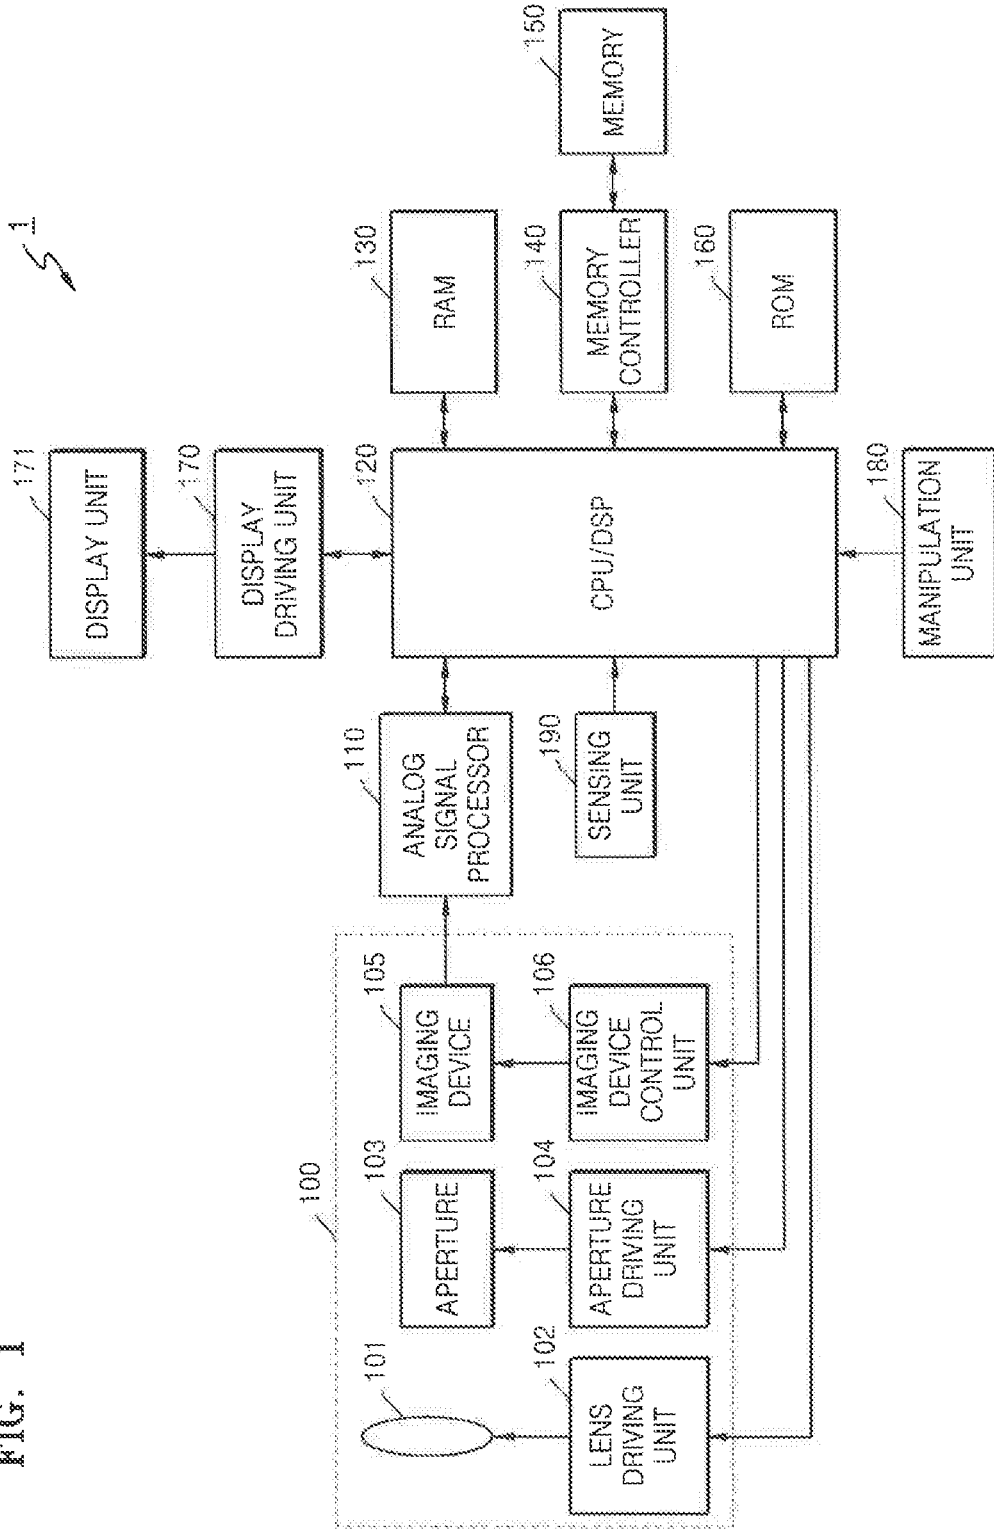 FIG. 1
1
171
DISPLAY UNIT
170
DISPLAY
DRIVING UNIT
100
101
102
LENS
DRIVING
UNIT
103
APERTURE
104
APERTURE
DRIVING
UNIT
105
IMAGING
DEVICE
106
IMAGING
DEVICE
CONTROL
UNIT
110
ANALOG
SIGNAL
PROCESSOR
190
SENSING
UNIT
120
CPU/DSP
180
MANIPULATION
UNIT
130
RAM
140
MEMORY
CONTROLLER
150
MEMORY
160
ROM